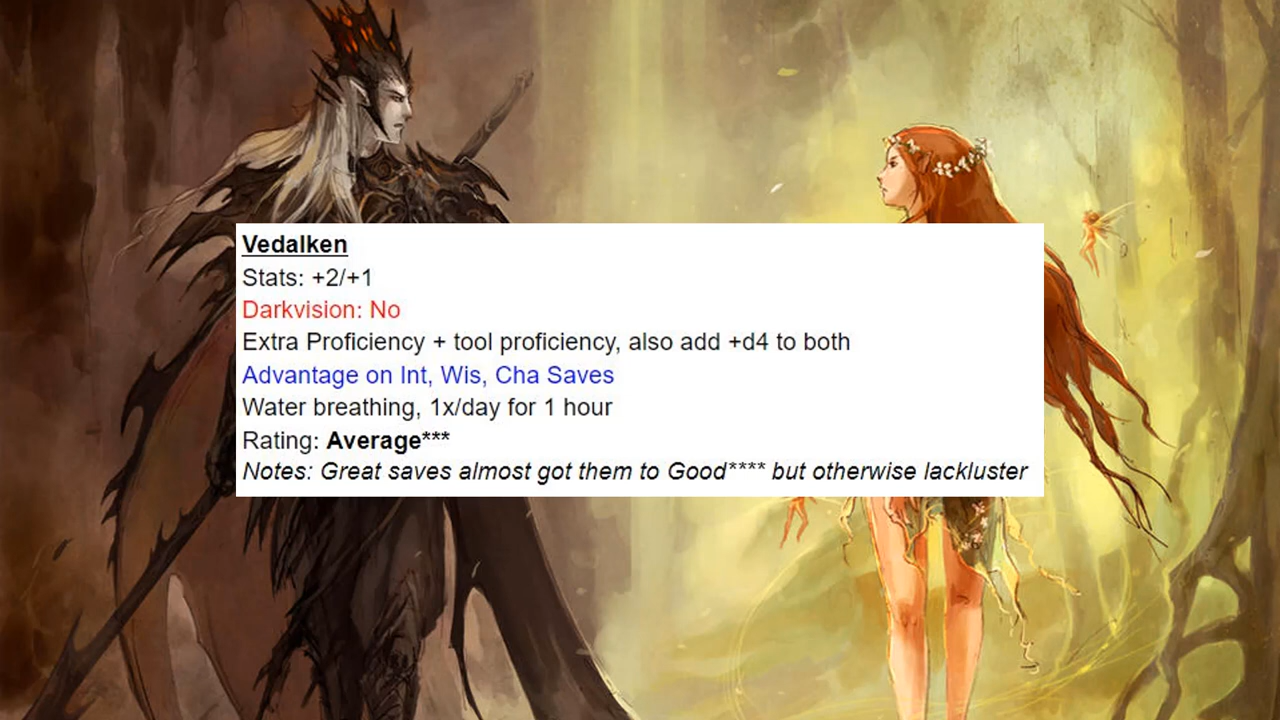 Vedalken
Stats: +2/+1
Darkvision: No
Extra Proficiency + tool proficiency, also add +d4 to both
Advantage on Int, Wis, Cha Saves
Water breathing, 1x/day for 1 hour
Rating: Average***
Notes: Great saves almost got them to Good**** but otherwise lackluster